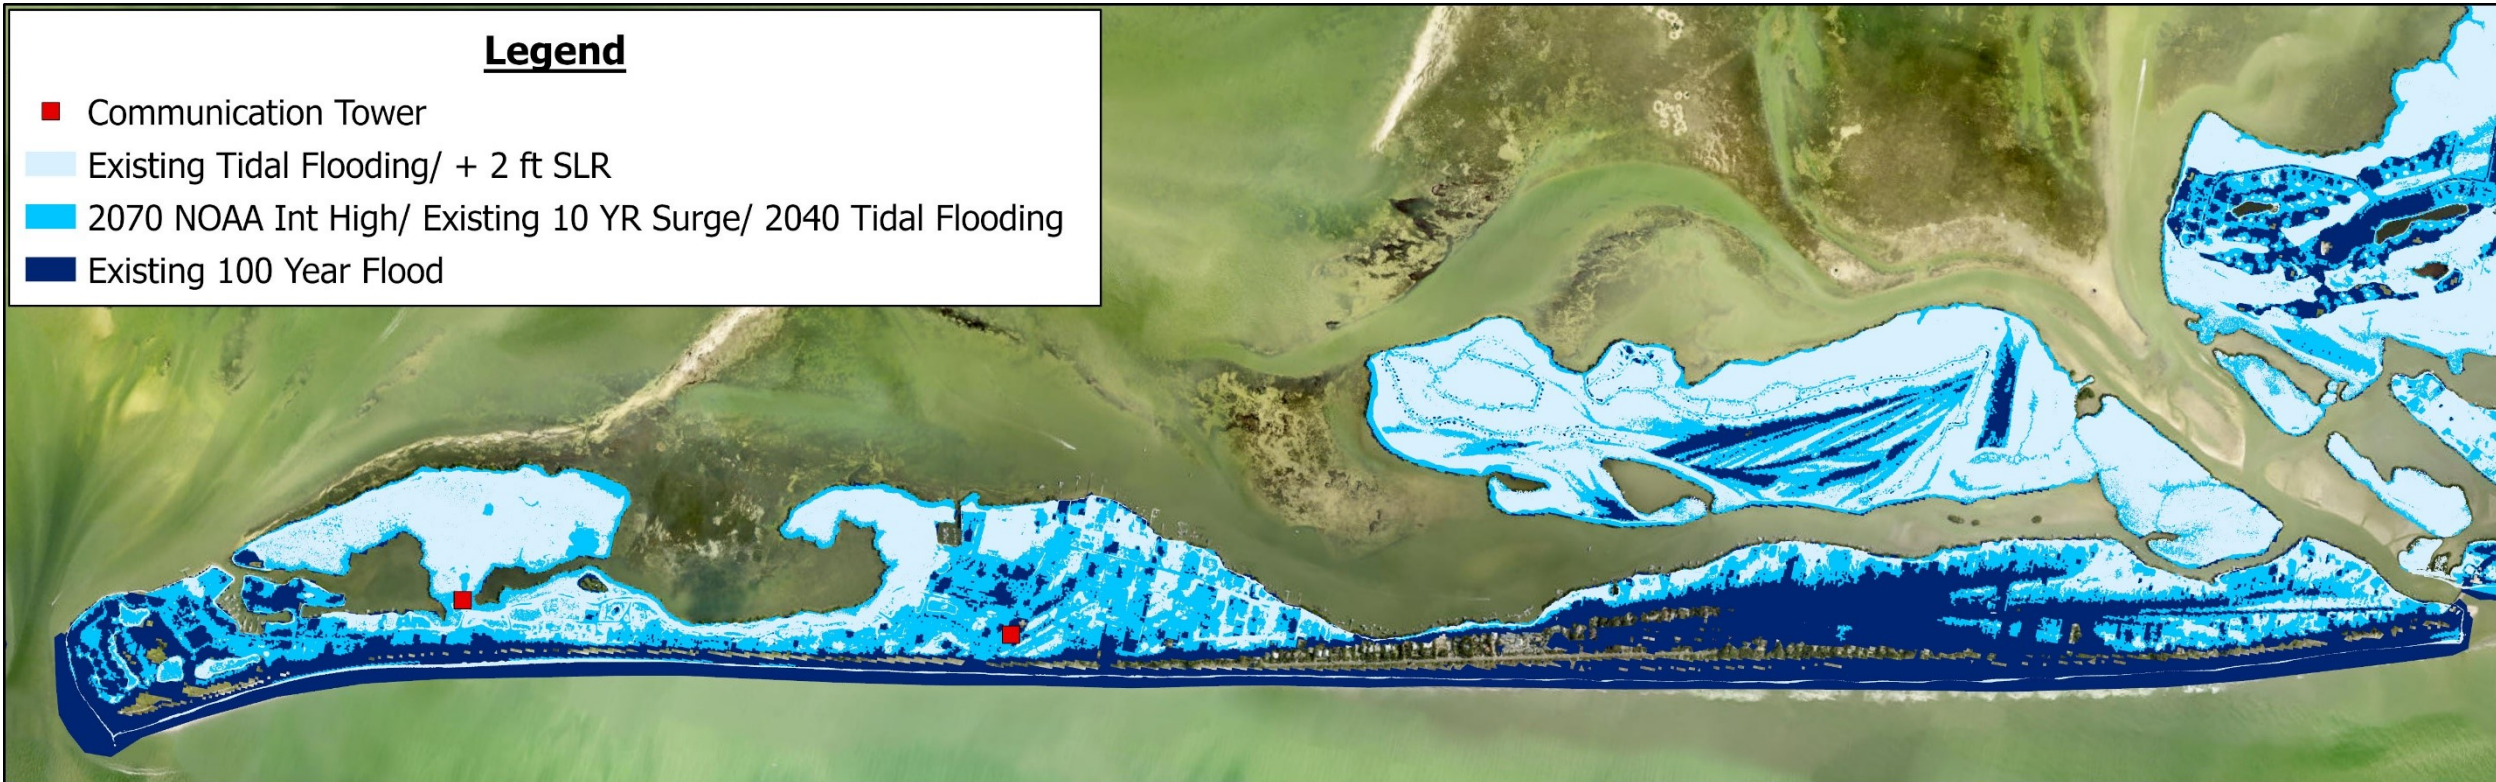 Legend
Communication Tower
Existing Tidal Flooding/ + 2 ft SLR
2070 NOAA Int High/ Existing 10 YR Surge/ 2040 Tidal Flooding
Existing 100 Year Flood